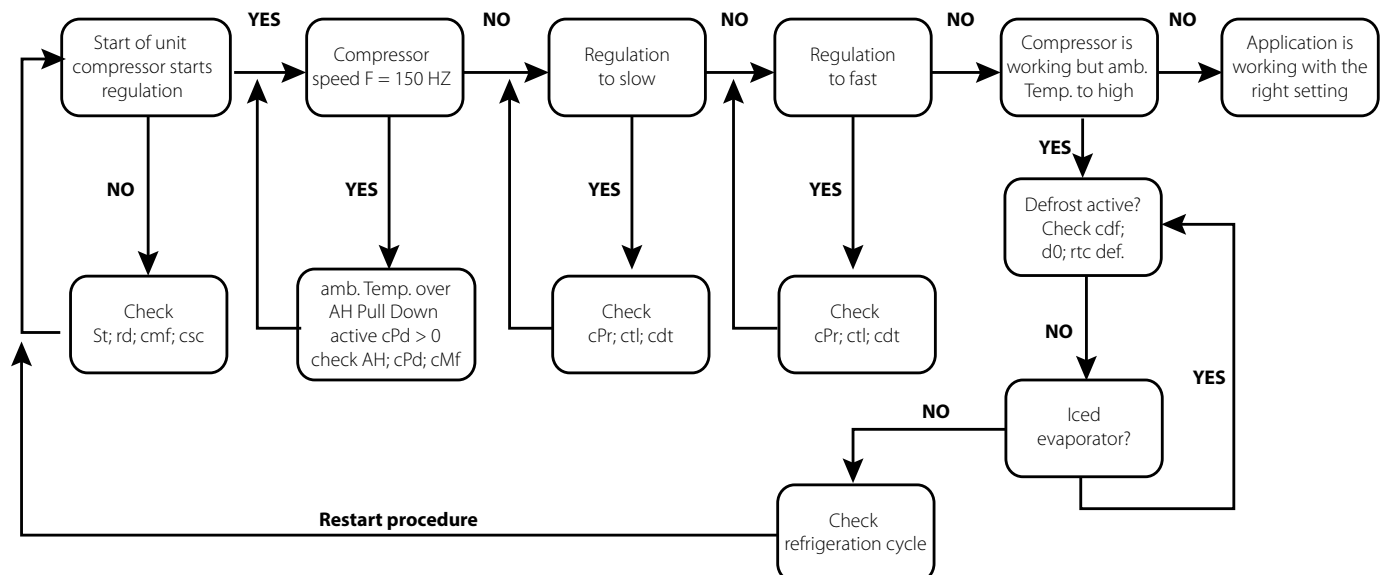 YES
NO
NO
NO
NO
Start of unit
compressor starts
regulation
Compressor
speed F = 150 HZ
Regulation
to slow
Regulation
to fast
Compressor is
working but amb.
Temp. to high
Application is
working with the
right setting
NO
YES
YES
YES
YES
Defrost active?
Check cdf;
d0; rtc def.
Check
St; rd; cmf; csc
amb. Temp. over
AH Pull Down
active cPd > 0
check AH; cPd; cMf
Check
cPr; ctl; cdt
Check
cPr; ctl; cdt
NO
YES
Iced
evaporator?
NO
Check
refrigeration cycle
Restart procedure